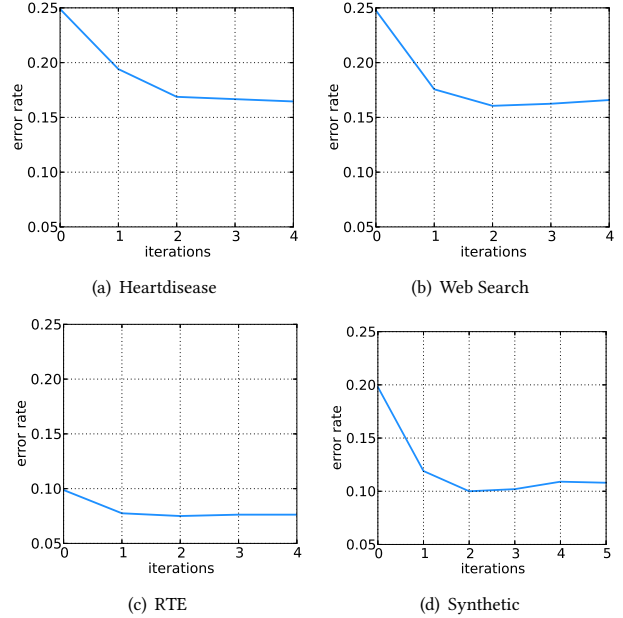 0.25
0.20
0.15
0.10
0.05
error rate
0 1 2 3 4
iterations
(a) Heartdisease
0.25
0.20
0.15
0.10
0.05
error rate
0 1 2 3 4
iterations
(b) Web Search
0.25
0.20
0.15
0.10
0.05
error rate
0 1 2 3 4
iterations
(c) RTE
0.25
0.20
0.15
0.10
0.05
error rate
0 1 2 3 4 5
iterations
(d) Synthetic